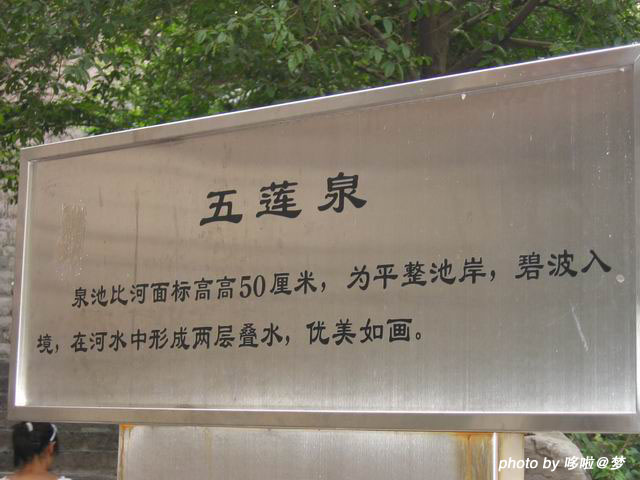 五莲泉
泉池比河面标高高50厘米，为平整池岸，碧波入
境，在河水中形成两层叠水，优美如画。
photo by 哆啦@梦